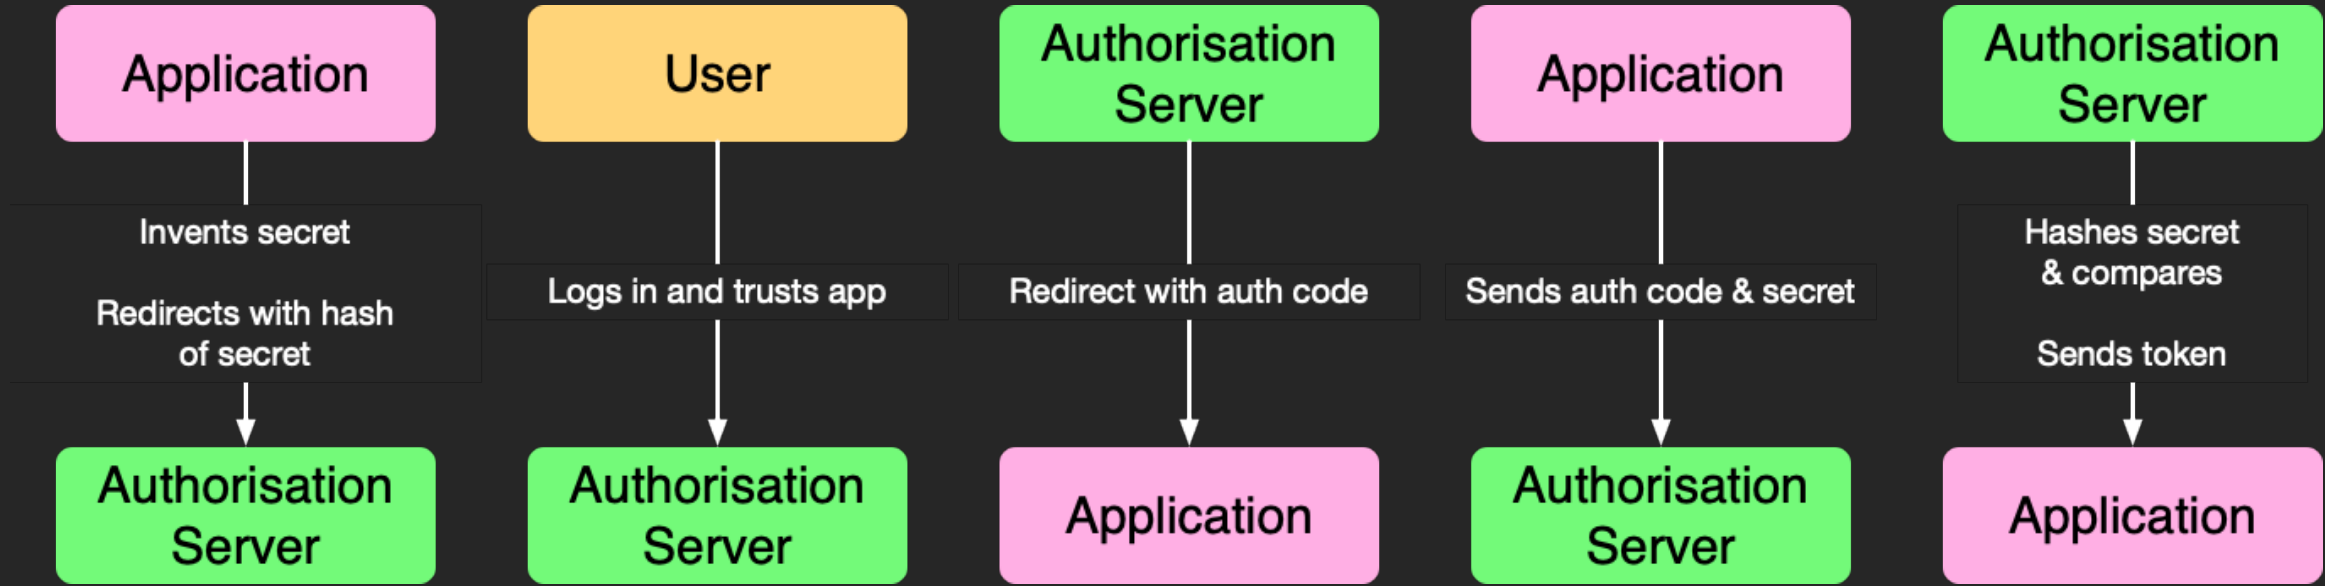 Application
Invents secret
Redirects with hash
of secret
Authorisation
Server
User
Logs in and trusts app
Authorisation
Server
Authorisation
Server
Redirect with auth code
Application
Application
Sends auth code & secret
Authorisation
Server
Authorisation
Server
Hashes secret
& compares
Sends token
Application